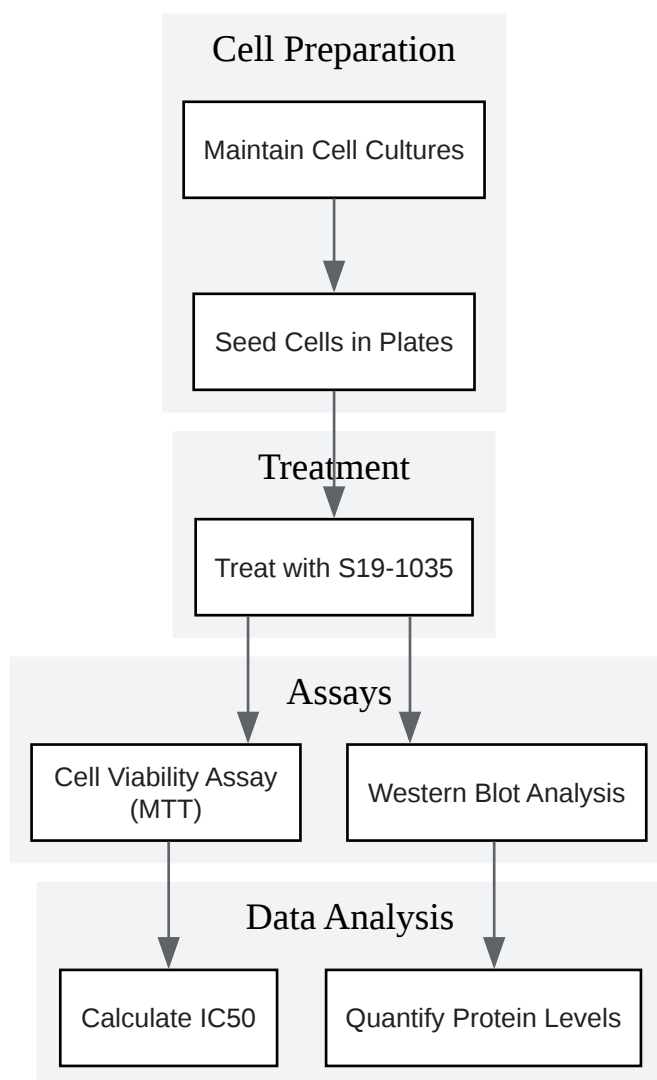 Cell Preparation
Maintain Cell Cultures
Seed Cells in Plates
Treatment
Treat with S19-1035
Assays
Cell Viability Assay
(MTT)
Western Blot Analysis
Data Analysis
Calculate IC50
Quantify Protein Levels